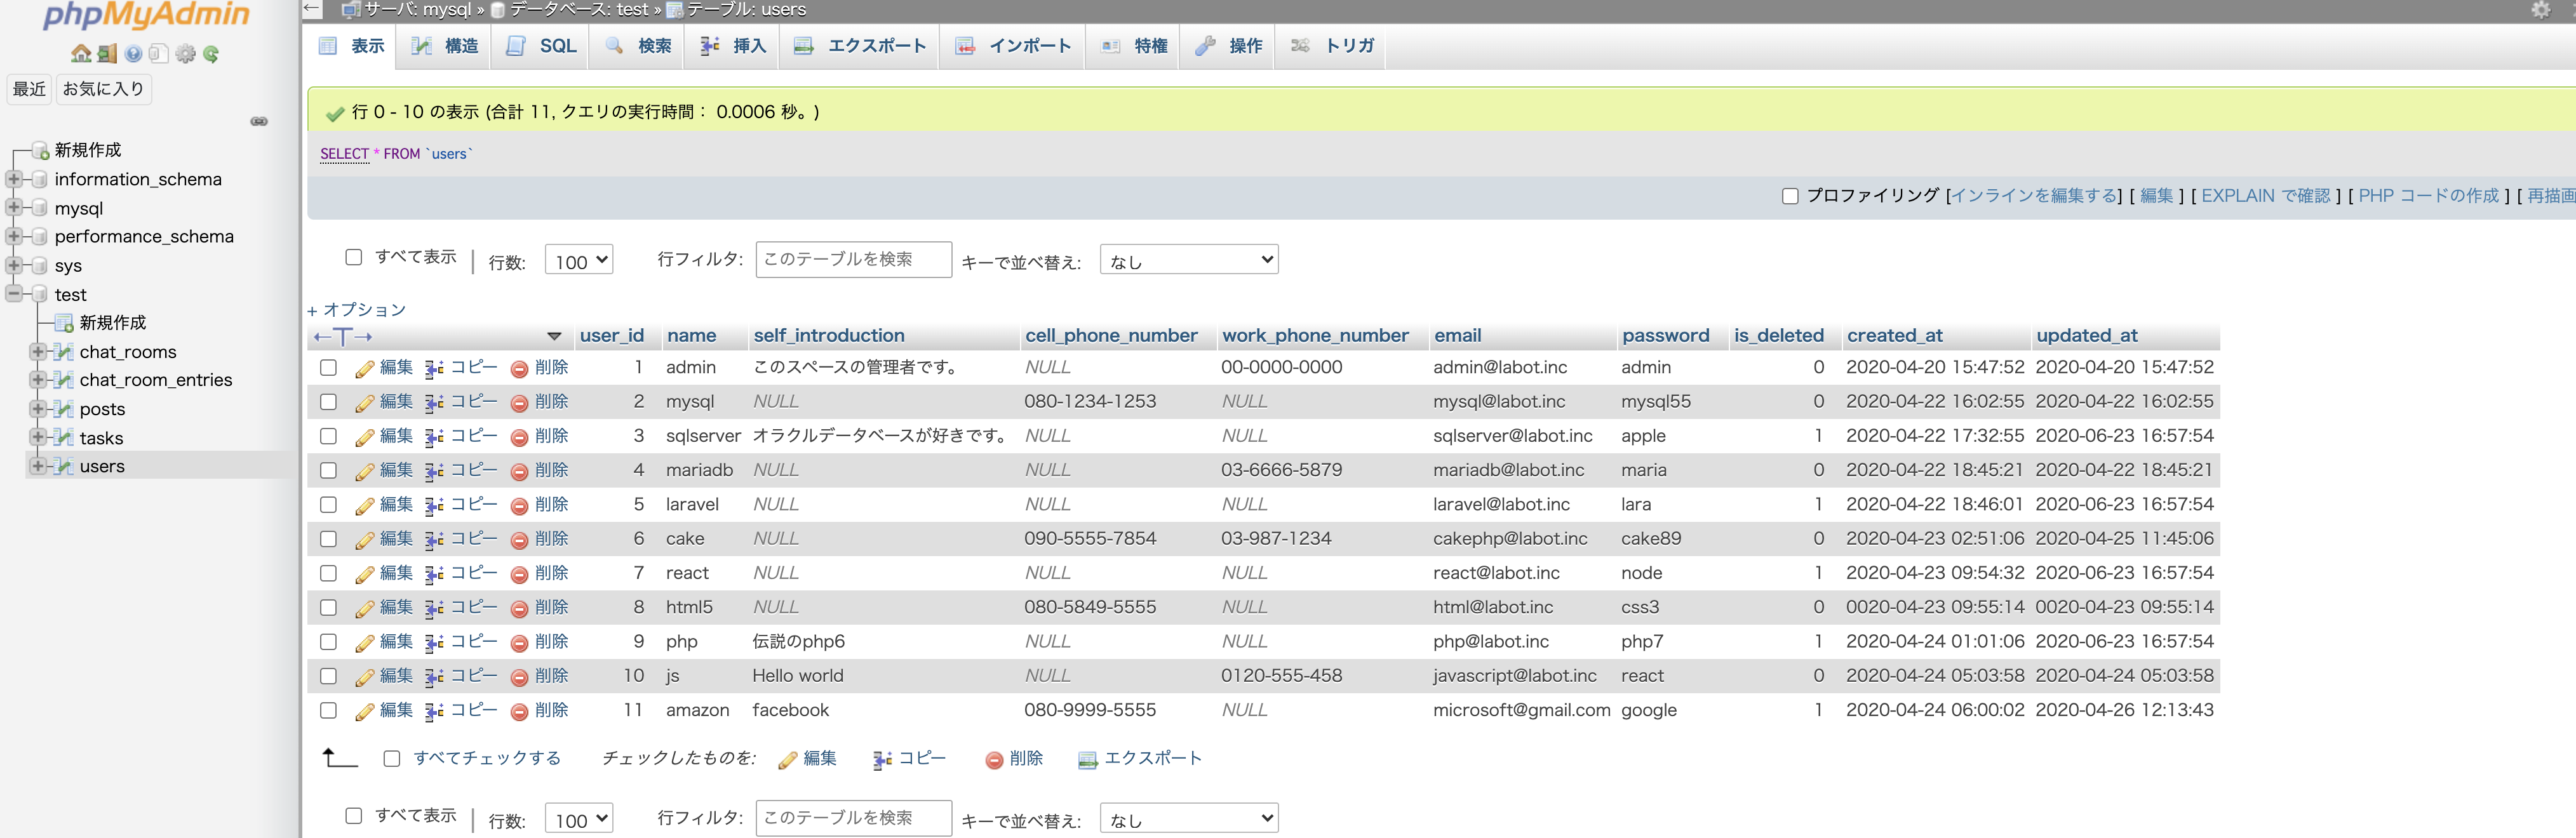 phpMyAdmin
最近 お気に入り
新規作成
information_schema
mysql
performance_schema
sys
test
新規作成
chat_rooms
chat_room_entries
posts
tasks
users
サーバ: mysql » データベース: test » テーブル: users
表示 構造 SQL 検索 挿入 エクスポート インポート 特権 操作 トリガ
行 0 - 10 の表示 (合計 11, クエリの実行時間： 0.0006 秒。)
SELECT * FROM `users`
プロファイリング [インラインを編集する] [ 編集 ] [ EXPLAIN で確認 ] [ PHP コードの作成 ] [ 再描画
すべて表示 | 行数: 100 行フィルタ: このテーブルを検索 キーで並べ替え: なし
+ オプション
←T→ user_id name self_introduction cell_phone_number work_phone_number email password is_deleted created_at updated_at
編集 コピー 削除 1 admin このスペースの管理者です。 NULL 00-0000-0000 admin@labot.inc admin 0 2020-04-20 15:47:52 2020-04-20 15:47:52
編集 コピー 削除 2 mysql NULL 080-1234-1253 NULL mysql@labot.inc mysql55 0 2020-04-22 16:02:55 2020-04-22 16:02:55
編集 コピー 削除 3 sqlserver オラクルデータベースが好きです。 NULL NULL sqlserver@labot.inc apple 1 2020-04-22 17:32:55 2020-06-23 16:57:54
編集 コピー 削除 4 mariadb NULL NULL 03-6666-5879 mariadb@labot.inc maria 0 2020-04-22 18:45:21 2020-04-22 18:45:21
編集 コピー 削除 5 laravel NULL NULL NULL laravel@labot.inc lara 1 2020-04-22 18:46:01 2020-06-23 16:57:54
編集 コピー 削除 6 cake NULL 090-5555-7854 03-987-1234 cakephp@labot.inc cake89 0 2020-04-23 02:51:06 2020-04-25 11:45:06
編集 コピー 削除 7 react NULL NULL NULL react@labot.inc node 1 2020-04-23 09:54:32 2020-06-23 16:57:54
編集 コピー 削除 8 html5 NULL 080-5849-5555 NULL html@labot.inc css3 0 0020-04-23 09:55:14 0020-04-23 09:55:14
編集 コピー 削除 9 php 伝説のphp6 NULL NULL php@labot.inc php7 1 2020-04-24 01:01:06 2020-06-23 16:57:54
編集 コピー 削除 10 js Hello world NULL 0120-555-458 javascript@labot.inc react 0 2020-04-24 05:03:58 2020-04-24 05:03:58
編集 コピー 削除 11 amazon facebook 080-9999-5555 NULL microsoft@gmail.com google 1 2020-04-24 06:00:02 2020-04-26 12:13:43
すべてチェックする チェックしたものを: 編集 コピー 削除 エクスポート
すべて表示 | 行数: 100 行フィルタ: このテーブルを検索 キーで並べ替え: なし